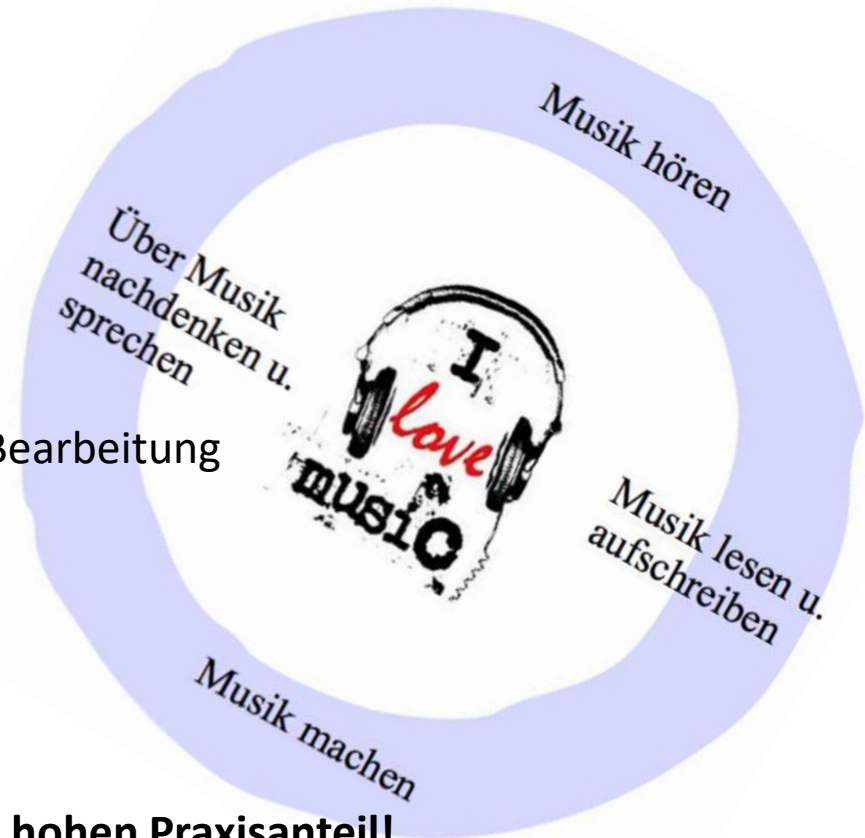 Musik hören
Über Musik
nachdenken u.
sprechen
I
love
music
Bearbeitung
Musik lesen u.
aufschreiben
Musik machen
hohen Praxisanteil!